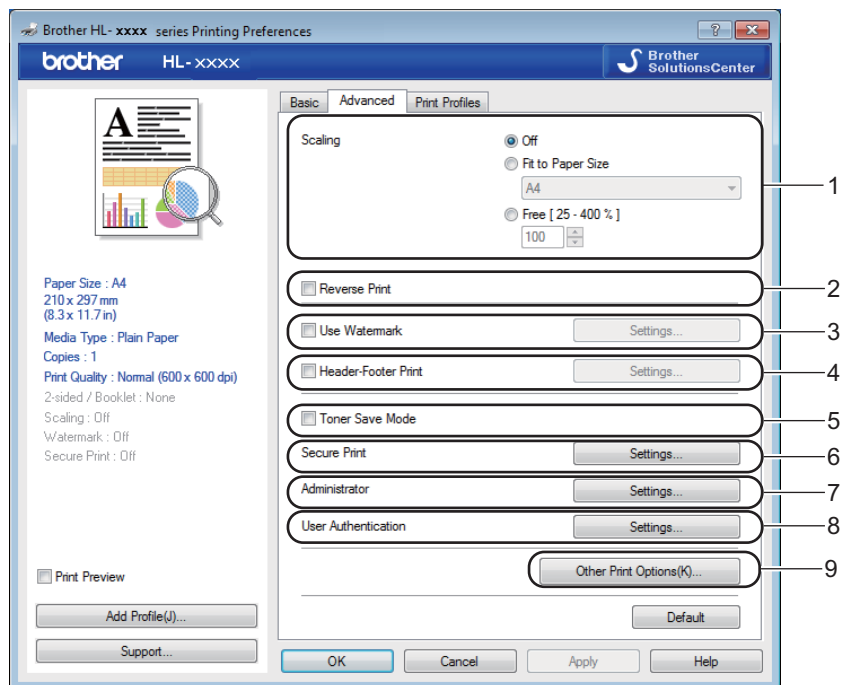 Brother HL- xxxx series Printing Preferences
brother HL-xxxx
Brother
SolutionsCenter
Basic Advanced Print Profiles
A
Scaling
Off
Fit to Paper Size
A4
Free [ 25 - 400 % ]
100
1
Reverse Print
2
Use Watermark Settings...
3
Header-Footer Print Settings...
4
Toner Save Mode
5
Secure Print Settings...
6
Administrator Settings...
7
User Authentication Settings...
8
Other Print Options(K)...
9
Default
Paper Size : A4
210 x 297 mm
(8.3 x 11.7 in)
Media Type : Plain Paper
Copies : 1
Print Quality : Normal (600 x 600 dpi)
2-sided / Booklet : None
Scaling : Off
Watermark : Off
Secure Print : Off
Print Preview
Add Profile(J)...
Support...
OK Cancel Apply Help